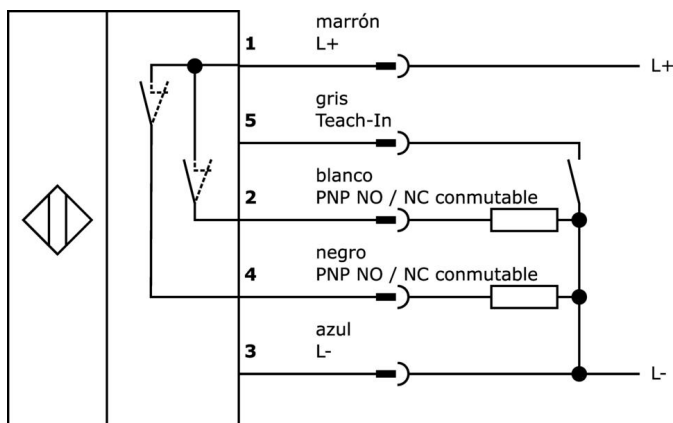 marrón
1 L+
L+
gris
5 Teach-In
blanco
2 PNP NO / NC conmutable
negro
4 PNP NO / NC conmutable
azul
3 L-
L-